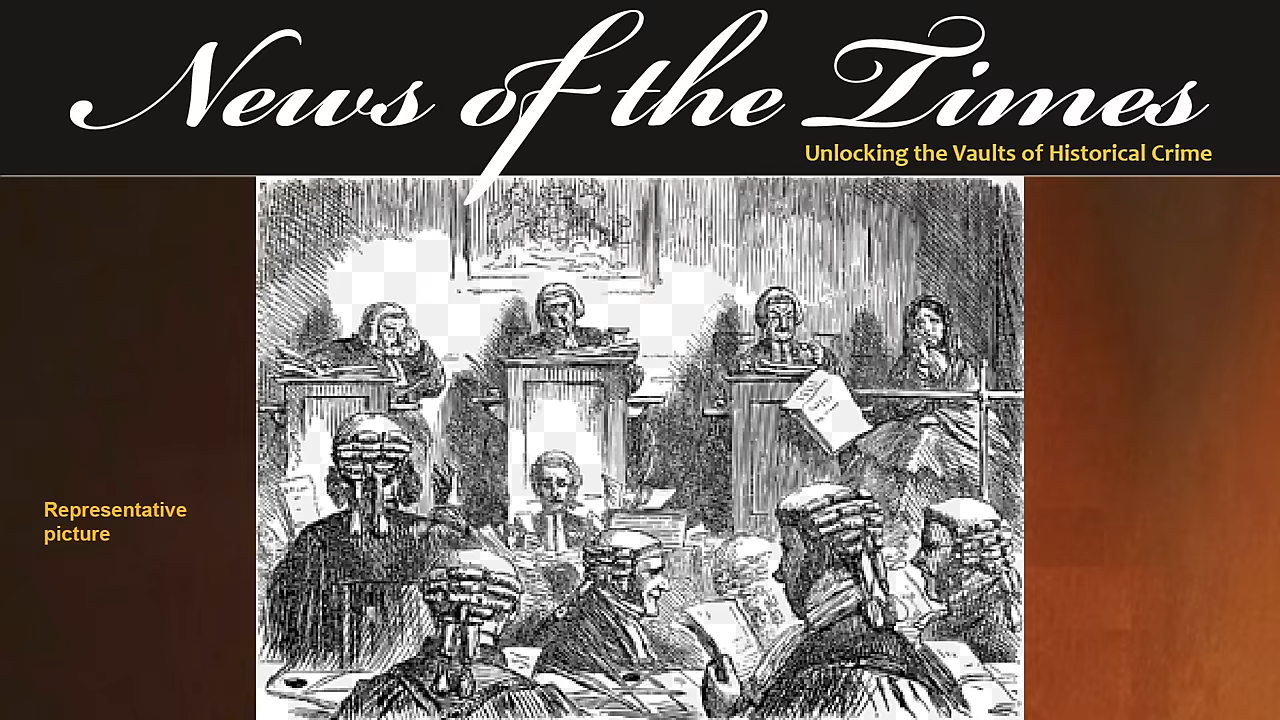 News of the Times
Unlocking the Vaults of Historical Crime
Representative
picture